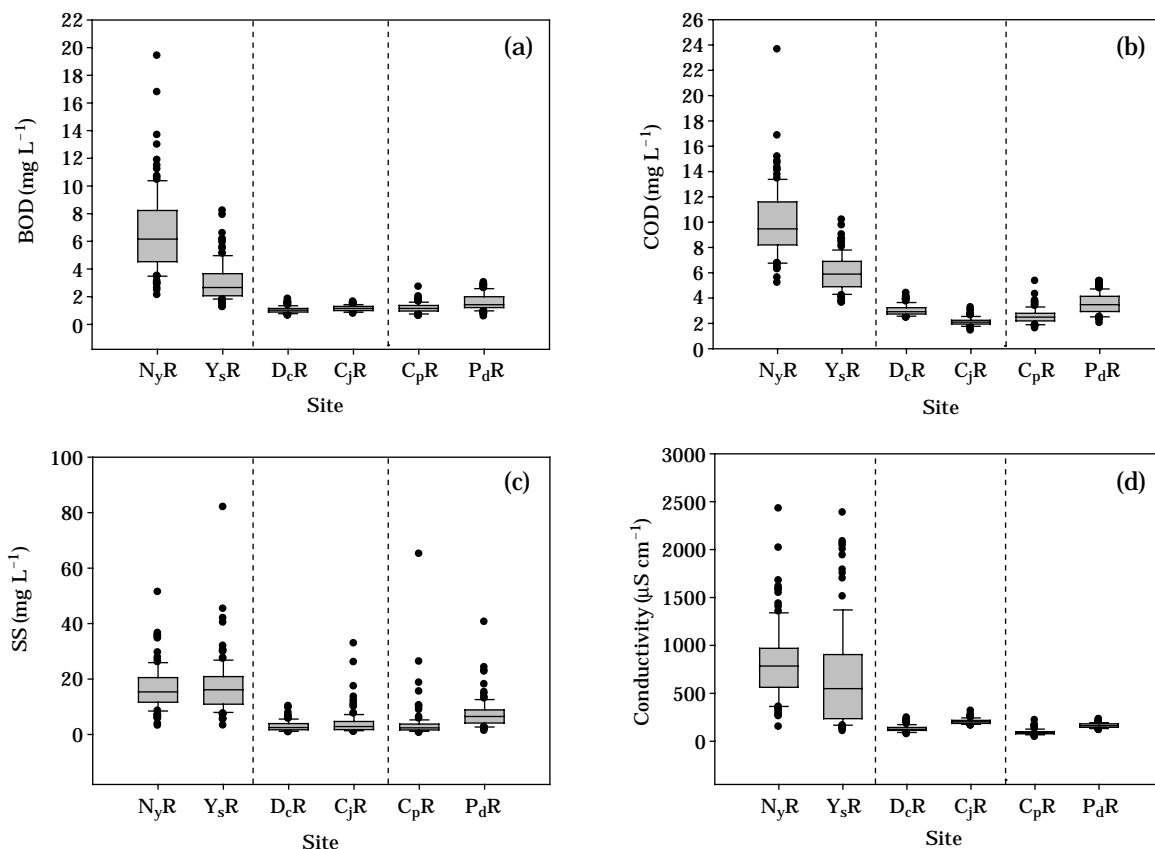 (a)
BOD (mg L⁻¹)
22
20
18
16
14
12
10
8
6
4
2
0
NyR YsR DcR CjR CpR PdR
Site
(b)
COD (mg L⁻¹)
26
24
22
20
18
16
14
12
10
8
6
4
2
0
NyR YsR DcR CjR CpR PdR
Site
(c)
SS (mg L⁻¹)
100
80
60
40
20
0
NyR YsR DcR CjR CpR PdR
Site
(d)
Conductivity (µS cm⁻¹)
3000
2500
2000
1500
1000
500
0
NyR YsR DcR CjR CpR PdR
Site